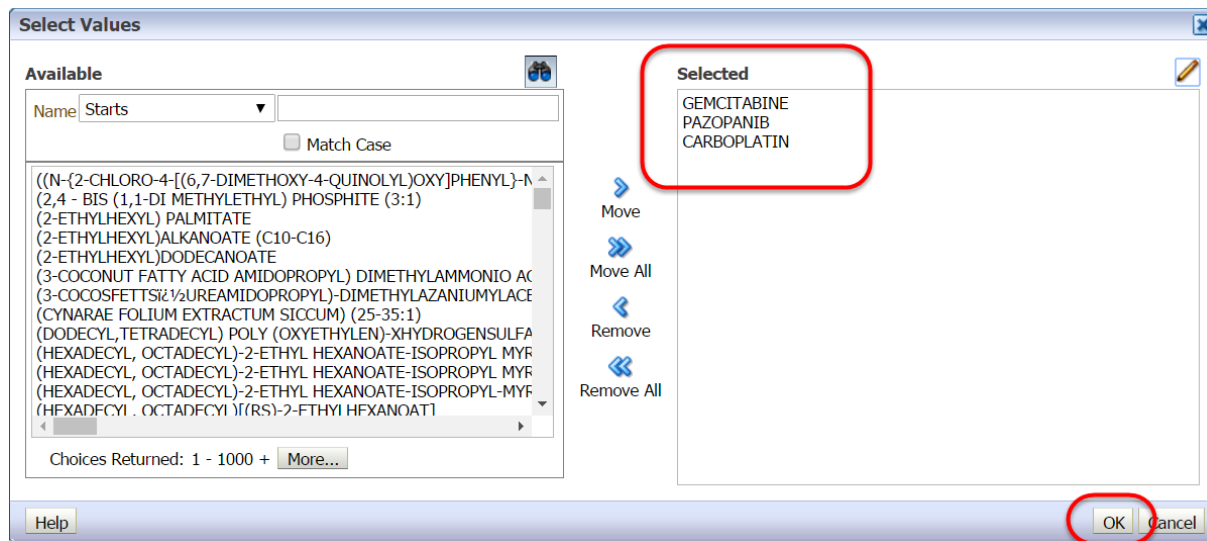 Select Values
Available
Name Starts
Match Case
((N-{2-CHLORO-4-[(6,7-DIMETHOXY-4-QUINOLYL)OXY]PHENYL}-N
(2,4 - BIS (1,1-DI METHYLETHYL) PHOSPHITE (3:1)
(2-ETHYLHEXYL) PALMITATE
(2-ETHYLHEXYL)ALKANOATE (C10-C16)
(2-ETHYLHEXYL)DODECANOATE
(3-COCONUT FATTY ACID AMIDOPROPYL) DIMETHYLAMMONIO AC
(3-COCOSFETTSï¿½UREAMIDOPROPYL)-DIMETHYLAZANIUMYLACE
(CYNARAE FOLIUM EXTRACTUM SICCUM) (25-35:1)
(DODECYL,TETRADECYL) POLY (OXYETHYLEN)-XHYDROGENSULFA
(HEXADECYL, OCTADECYL)-2-ETHYL HEXANOATE-ISOPROPYL MYR
(HEXADECYL, OCTADECYL)-2-ETHYL HEXANOATE-ISOPROPYL MYR
(HEXADECYL, OCTADECYL)-2-ETHYL HEXANOATE-ISOPROPYL-MYR
(HEXADECYL, OCTADECYL)[(RS)-2-ETHYLHEXANOAT]
Choices Returned: 1 - 1000 + More...
Move
Move All
Remove
Remove All
Selected
GEMCITABINE
PAZOPANIB
CARBOPLATIN
Help
OK Cancel